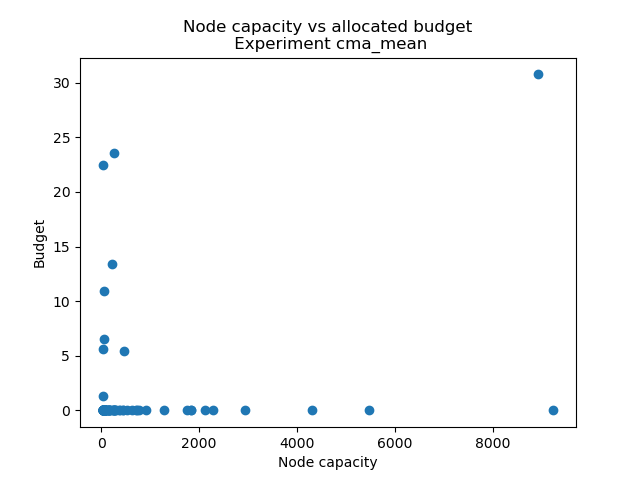 Node capacity vs allocated budget
Experiment cma_mean
30
25
20
15
10
5
0
Budget
0 2000 4000 6000 8000
Node capacity